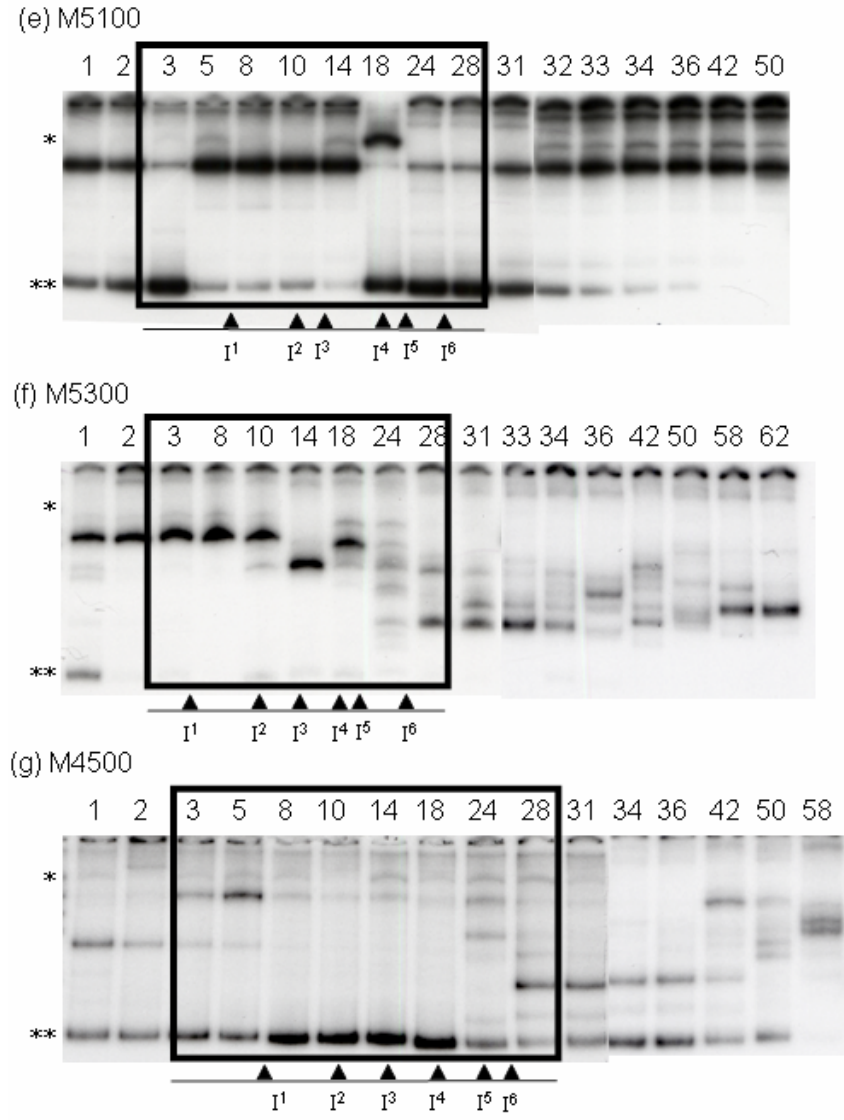 (e) M5100
1 2 3 5 8 10 14 18 24 28 31 32 33 34 36 42 50
*
**
I¹ I² I³ I⁴ I⁵ I⁶
(f) M5300
1 2 3 8 10 14 18 24 28 31 33 34 36 42 50 58 62
*
**
I¹ I² I³ I⁴ I⁵ I⁶
(g) M4500
1 2 3 5 8 10 14 18 24 28 31 34 36 42 50 58
*
**
I¹ I² I³ I⁴ I⁵ I⁶